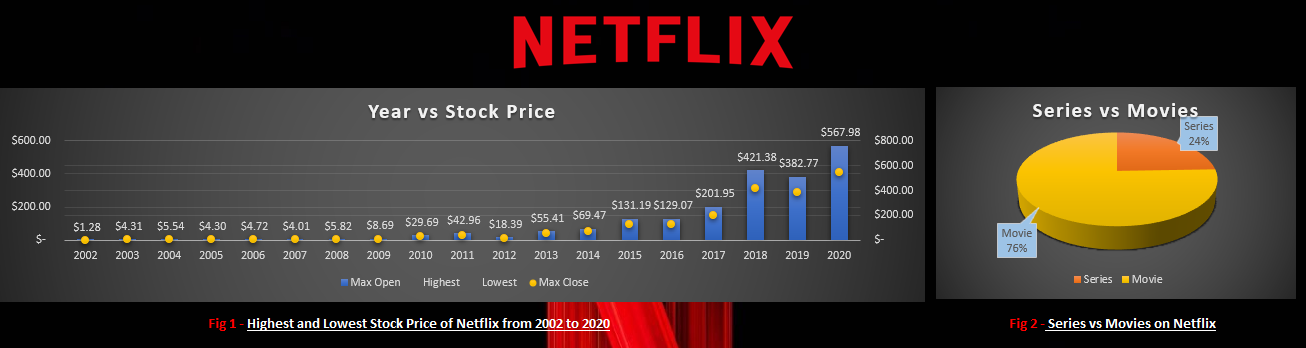 NETFLIX
Year vs Stock Price
$600.00
$400.00
$200.00
$-
$1.28 $4.31 $5.54 $4.30 $4.72 $4.01 $5.82 $8.69 $29.69 $42.96 $18.39 $55.41 $69.47 $131.19 $129.07 $201.95 $421.38 $382.77 $567.98
$800.00
$600.00
$400.00
$200.00
$-
2002 2003 2004 2005 2006 2007 2008 2009 2010 2011 2012 2013 2014 2015 2016 2017 2018 2019 2020
Max Open Highest Lowest Max Close
Fig 1 - Highest and Lowest Stock Price of Netflix from 2002 to 2020
Series vs Movies
Series
24%
Movie
76%
Series Movie
Fig 2 - Series vs Movies on Netflix